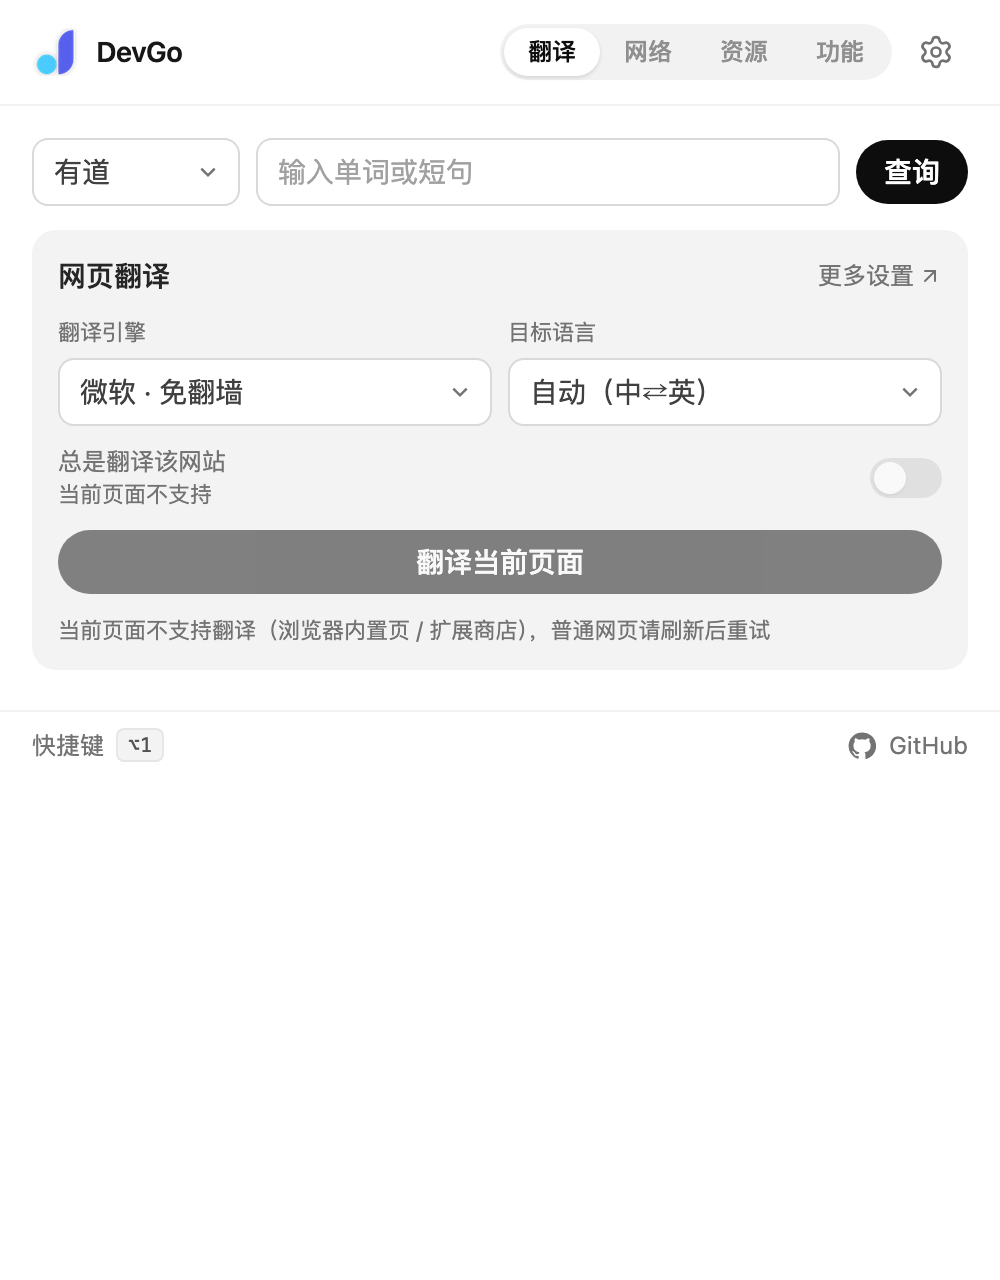 DevGo
翻译 网络 资源 功能
有道
输入单词或短句
查询
网页翻译
更多设置
翻译引擎
目标语言
微软 · 免翻墙
自动（中⇄英）
总是翻译该网站
当前页面不支持
翻译当前页面
当前页面不支持翻译（浏览器内置页 / 扩展商店），普通网页请刷新后重试
快捷键 ⌥1
GitHub